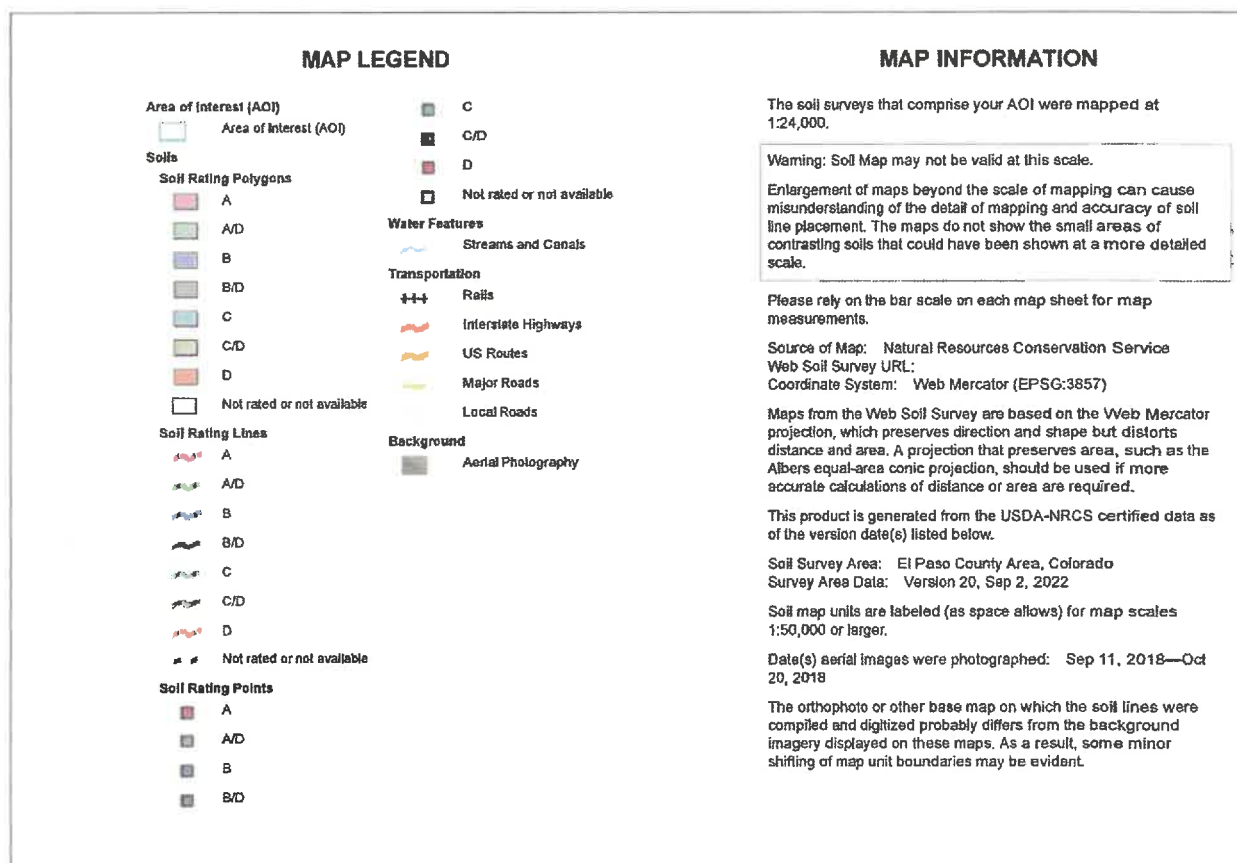 MAP LEGEND
Area of Interest (AOI)
Area of Interest (AOI)
Soils
Soil Rating Polygons
A
A/D
B
B/D
C
C/D
D
Not rated or not available
Soil Rating Lines
A
A/D
B
B/D
C
C/D
D
Not rated or not available
Soil Rating Points
A
A/D
B
B/D
C
C/D
D
Not rated or not available
Water Features
Streams and Canals
Transportation
Rails
Interstate Highways
US Routes
Major Roads
Local Roads
Background
Aerial Photography
MAP INFORMATION
The soil surveys that comprise your AOI were mapped at
1:24,000.
Warning: Soil Map may not be valid at this scale.
Enlargement of maps beyond the scale of mapping can cause
misunderstanding of the detail of mapping and accuracy of soil
line placement. The maps do not show the small areas of
contrasting soils that could have been shown at a more detailed
scale.
Please rely on the bar scale on each map sheet for map
measurements.
Source of Map: Natural Resources Conservation Service
Web Soil Survey URL:
Coordinate System: Web Mercator (EPSG:3857)
Maps from the Web Soil Survey are based on the Web Mercator
projection, which preserves direction and shape but distorts
distance and area. A projection that preserves area, such as the
Albers equal-area conic projection, should be used if more
accurate calculations of distance or area are required.
This product is generated from the USDA-NRCS certified data as
of the version date(s) listed below.
Soil Survey Area: El Paso County Area, Colorado
Survey Area Data: Version 20, Sep 2, 2022
Soil map units are labeled (as space allows) for map scales
1:50,000 or larger.
Date(s) aerial images were photographed: Sep 11, 2018—Oct
20, 2018
The orthophoto or other base map on which the soil lines were
compiled and digitized probably differs from the background
imagery displayed on these maps. As a result, some minor
shifting of map unit boundaries may be evident.